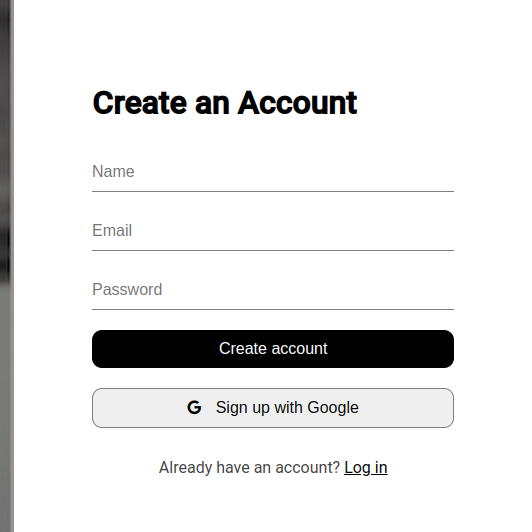 Create an Account
Name
Email
Password
Create account
G Sign up with Google
Already have an account? Log in